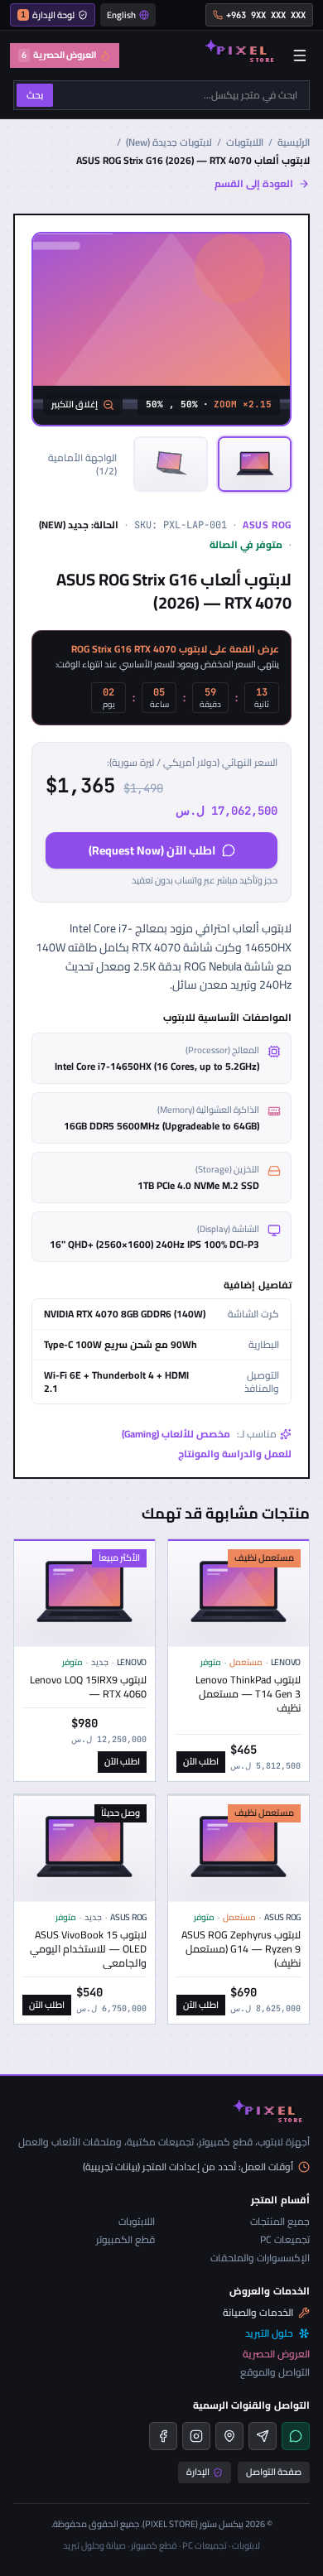 +963 9XX XXX XXX
English
لوحة الإدارة 1
PIXEL STORE
العروض الحصرية 6
ابحث في متجر بيكسل...
بحث
الرئيسية / اللابتوبات / لابتوبات جديدة (New) /
لابتوب ألعاب ASUS ROG Strix G16 (2026) — RTX 4070
العودة إلى القسم
ZOOM ×2.15 · 50% , 50%
إغلاق التكبير
الواجهة الأمامية
(1/2)
ASUS ROG · SKU: PXL-LAP-001 · الحالة: جديد (NEW)
· متوفر في الصالة
لابتوب ألعاب ASUS ROG Strix G16
(2026) — RTX 4070
عرض القمة على لابتوب ROG Strix G16 RTX 4070
ينتهي السعر المخفض ويعود للسعر الأساسي عند انتهاء الوقت:
13 : 59 : 05 : 02
ثانية دقيقة ساعة يوم
السعر النهائي (دولار أمريكي / ليرة سورية):
$1,490 $1,365
17,062,500 ل.س
اطلب الآن (Request Now)
حجز وتأكيد مباشر عبر واتساب بدون تعقيد
لابتوب ألعاب احترافي مزود بمعالج Intel Core i7-
14650HX وكرت شاشة RTX 4070 بكامل طاقته 140W
مع شاشة ROG Nebula بدقة 2.5K ومعدل تحديث
240Hz وتبريد معدن سائل.
المواصفات الأساسية للابتوب
المعالج (Processor)
Intel Core i7-14650HX (16 Cores, up to 5.2GHz)
الذاكرة العشوائية (Memory)
16GB DDR5 5600MHz (Upgradeable to 64GB)
التخزين (Storage)
1TB PCIe 4.0 NVMe M.2 SSD
الشاشة (Display)
16" QHD+ (2560×1600) 240Hz IPS 100% DCI-P3
تفاصيل إضافية
كرت الشاشة NVIDIA RTX 4070 8GB GDDR6 (140W)
البطارية 90Wh مع شحن سريع Type-C 100W
التوصيل والمنافذ Wi-Fi 6E + Thunderbolt 4 + HDMI
2.1
مناسب لـ: مخصص للألعاب (Gaming)
للعمل والدراسة والمونتاج
منتجات مشابهة قد تهمك
مستعمل نظيف
LENOVO · مستعمل · متوفر
لابتوب Lenovo ThinkPad
T14 Gen 3 — مستعمل
نظيف
$465
5,812,500 ل.س
اطلب الآن
الأكثر مبيعاً
LENOVO · جديد · متوفر
لابتوب Lenovo LOQ 15IRX9
— RTX 4060
$980
12,250,000 ل.س
اطلب الآن
مستعمل نظيف
ASUS ROG · مستعمل · متوفر
لابتوب ASUS ROG Zephyrus
G14 — Ryzen 9 (مستعمل
نظيف)
$690
8,625,000 ل.س
اطلب الآن
وصل حديثاً
ASUS ROG · جديد · متوفر
لابتوب ASUS VivoBook 15
OLED — للاستخدام اليومي
والجامعي
$540
6,750,000 ل.س
اطلب الآن
PIXEL STORE
أجهزة لابتوب، قطع كمبيوتر، تجميعات مكتبية، وملحقات الألعاب والعمل
أوقات العمل: تُحدد من إعدادات المتجر (بيانات تجريبية)
أقسام المتجر
جميع المنتجات
اللابتوبات
تجميعات PC
قطع الكمبيوتر
الإكسسوارات والملحقات
الخدمات والعروض
الخدمات والصيانة
حلول التبريد
العروض الحصرية
التواصل والموقع
التواصل والقنوات الرسمية
صفحة التواصل
الإدارة
© 2026 بيكسل ستور (PIXEL STORE). جميع الحقوق محفوظة.
لابتوبات · تجميعات PC · قطع كمبيوتر · صيانة وحلول تبريد